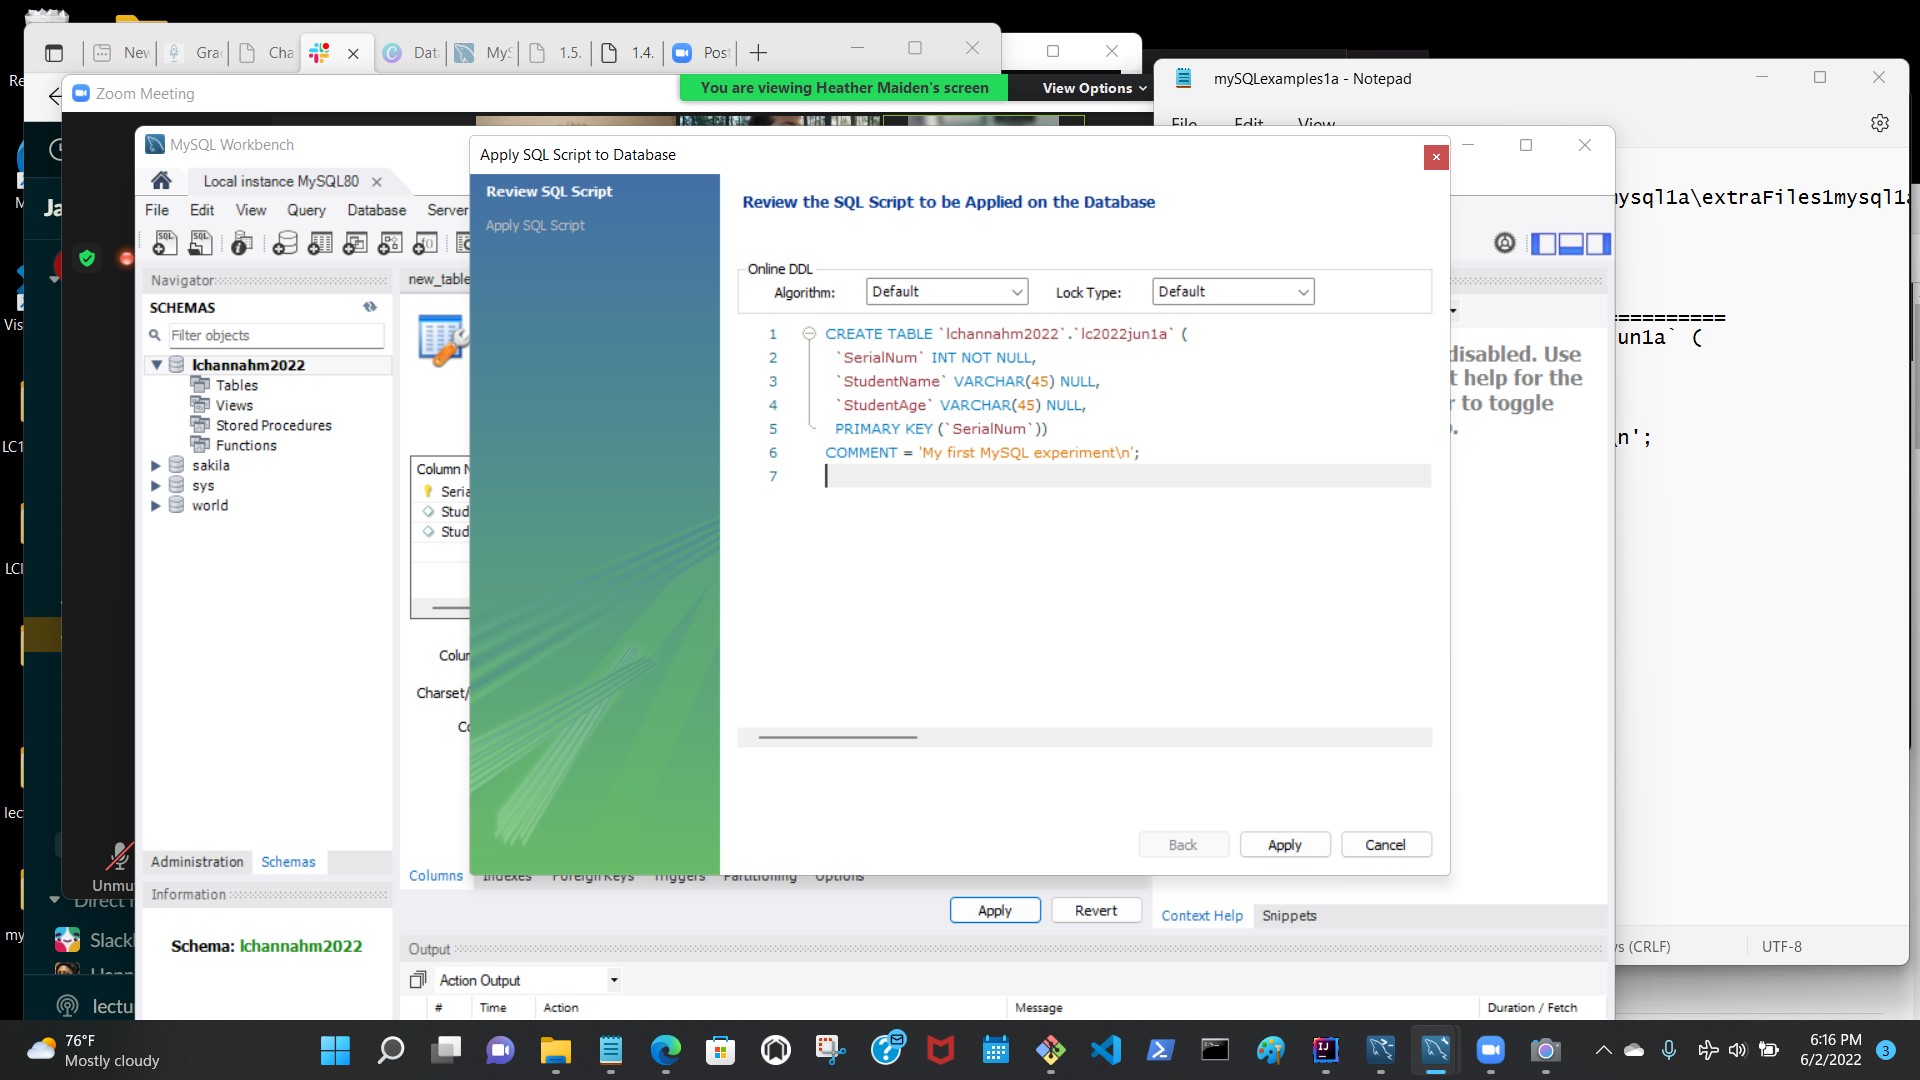 New
Gra
Cha
Dat
MyS
1.5.
1.4.
Pos
Zoom Meeting
You are viewing Heather Maiden's screen
View Options
mySQLexamples1a - Notepad
File
Edit
View
MySQL Workbench
Local instance MySQL80
File Edit View Query Database Server
Navigator
SCHEMAS
Filter objects
lchannahm2022
Tables
Views
Stored Procedures
Functions
sakila
sys
world
Administration
Schemas
Information
Schema: lchannahm2022
new_table
Column N
Seria
Stud
Stud
Colur
Charset/
Co
Apply SQL Script to Database
Review SQL Script
Apply SQL Script
Review the SQL Script to be Applied on the Database
Online DDL
Algorithm: Default
Lock Type: Default
1 CREATE TABLE `lchannahm2022`.`lc2022jun1a` (
2 `SerialNum` INT NOT NULL,
3 `StudentName` VARCHAR(45) NULL,
4 `StudentAge` VARCHAR(45) NULL,
5 PRIMARY KEY (`SerialNum`))
6 COMMENT = 'My first MySQL experiment\n';
7
Back
Apply
Cancel
Columns Indexes Foreign Keys Triggers Partitioning Options
Apply
Revert
Context Help
Snippets
Output
Action Output
# Time Action Message Duration / Fetch
mysql1a\extraFiles1mysql1a
===========
un1a` (
\n';
disabled. Use
t help for the
r to toggle
s (CRLF)
UTF-8
Re
Vis
Ja
LC1
LCI
lec
my
Unmu
Direct
Slack
lectu
76°F
Mostly cloudy
6:16 PM
6/2/2022
3